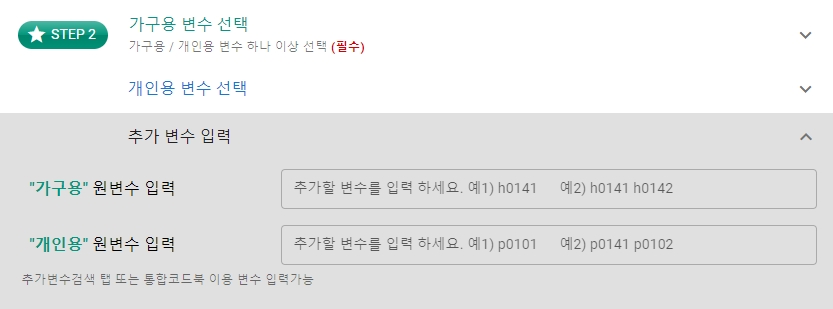 STEP 2
가구용 변수 선택
가구용 / 개인용 변수 하나 이상 선택 (필수)
개인용 변수 선택
추가 변수 입력
"가구용" 원변수 입력
추가할 변수를 입력 하세요. 예1) h0141 예2) h0141 h0142
"개인용" 원변수 입력
추가할 변수를 입력 하세요. 예1) p0101 예2) p0141 p0102
추가변수검색 탭 또는 통합코드북 이용 변수 입력가능